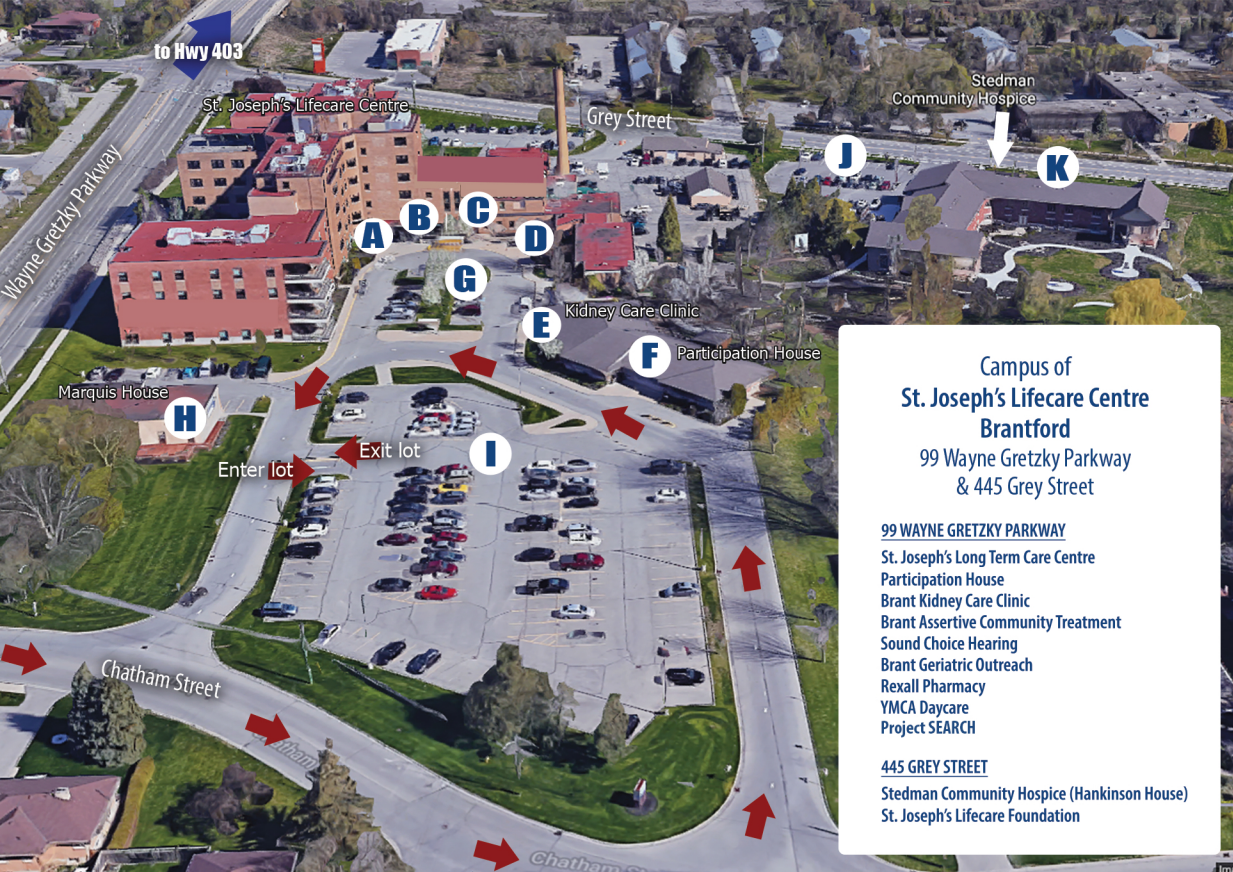 to Hwy 403
St. Joseph's Lifecare Centre
Grey Street
Stedman
Community Hospice
Wayne Gretzky Parkway
J
K
A
B
C
D
G
E
Kidney Care Clinic
F
Participation House
Marquis House
H
Enter lot
Exit lot
I
Chatham Street
Chatham
Chatham
Campus of
St. Joseph's Lifecare Centre
Brantford
99 Wayne Gretzky Parkway
& 445 Grey Street
99 WAYNE GRETZKY PARKWAY
St. Joseph's Long Term Care Centre
Participation House
Brant Kidney Care Clinic
Brant Assertive Community Treatment
Sound Choice Hearing
Brant Geriatric Outreach
Rexall Pharmacy
YMCA Daycare
Project SEARCH
445 GREY STREET
Stedman Community Hospice (Hankinson House)
St. Joseph's Lifecare Foundation